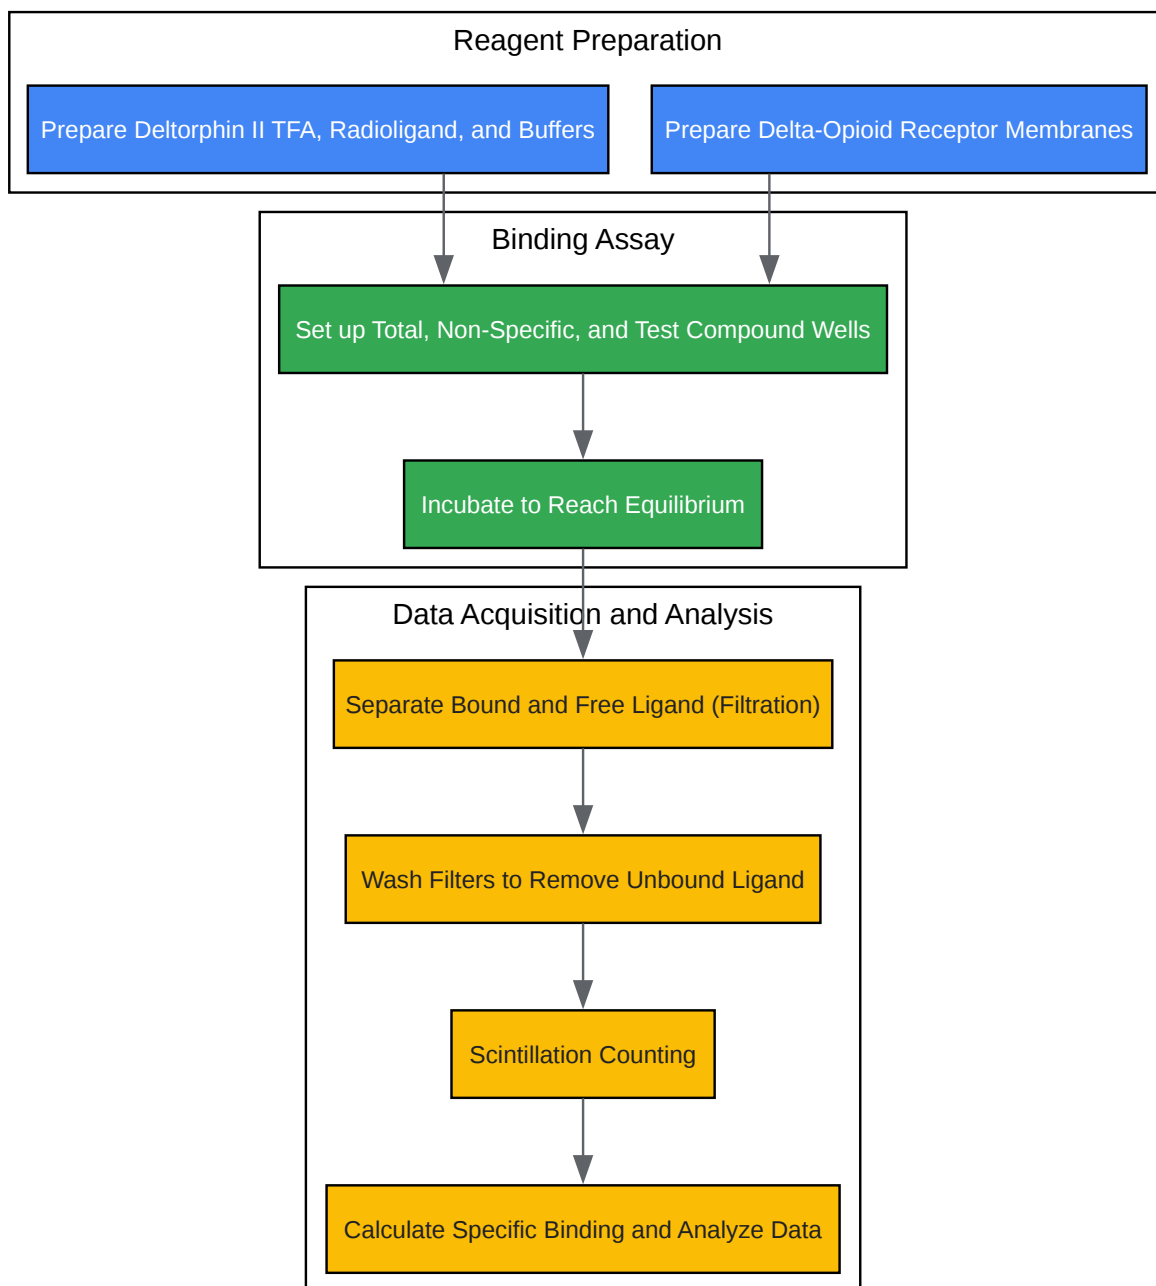 Reagent Preparation
Prepare Deltorphin II TFA, Radioligand, and Buffers
Prepare Delta-Opioid Receptor Membranes
Binding Assay
Set up Total, Non-Specific, and Test Compound Wells
Incubate to Reach Equilibrium
Data Acquisition and Analysis
Separate Bound and Free Ligand (Filtration)
Wash Filters to Remove Unbound Ligand
Scintillation Counting
Calculate Specific Binding and Analyze Data